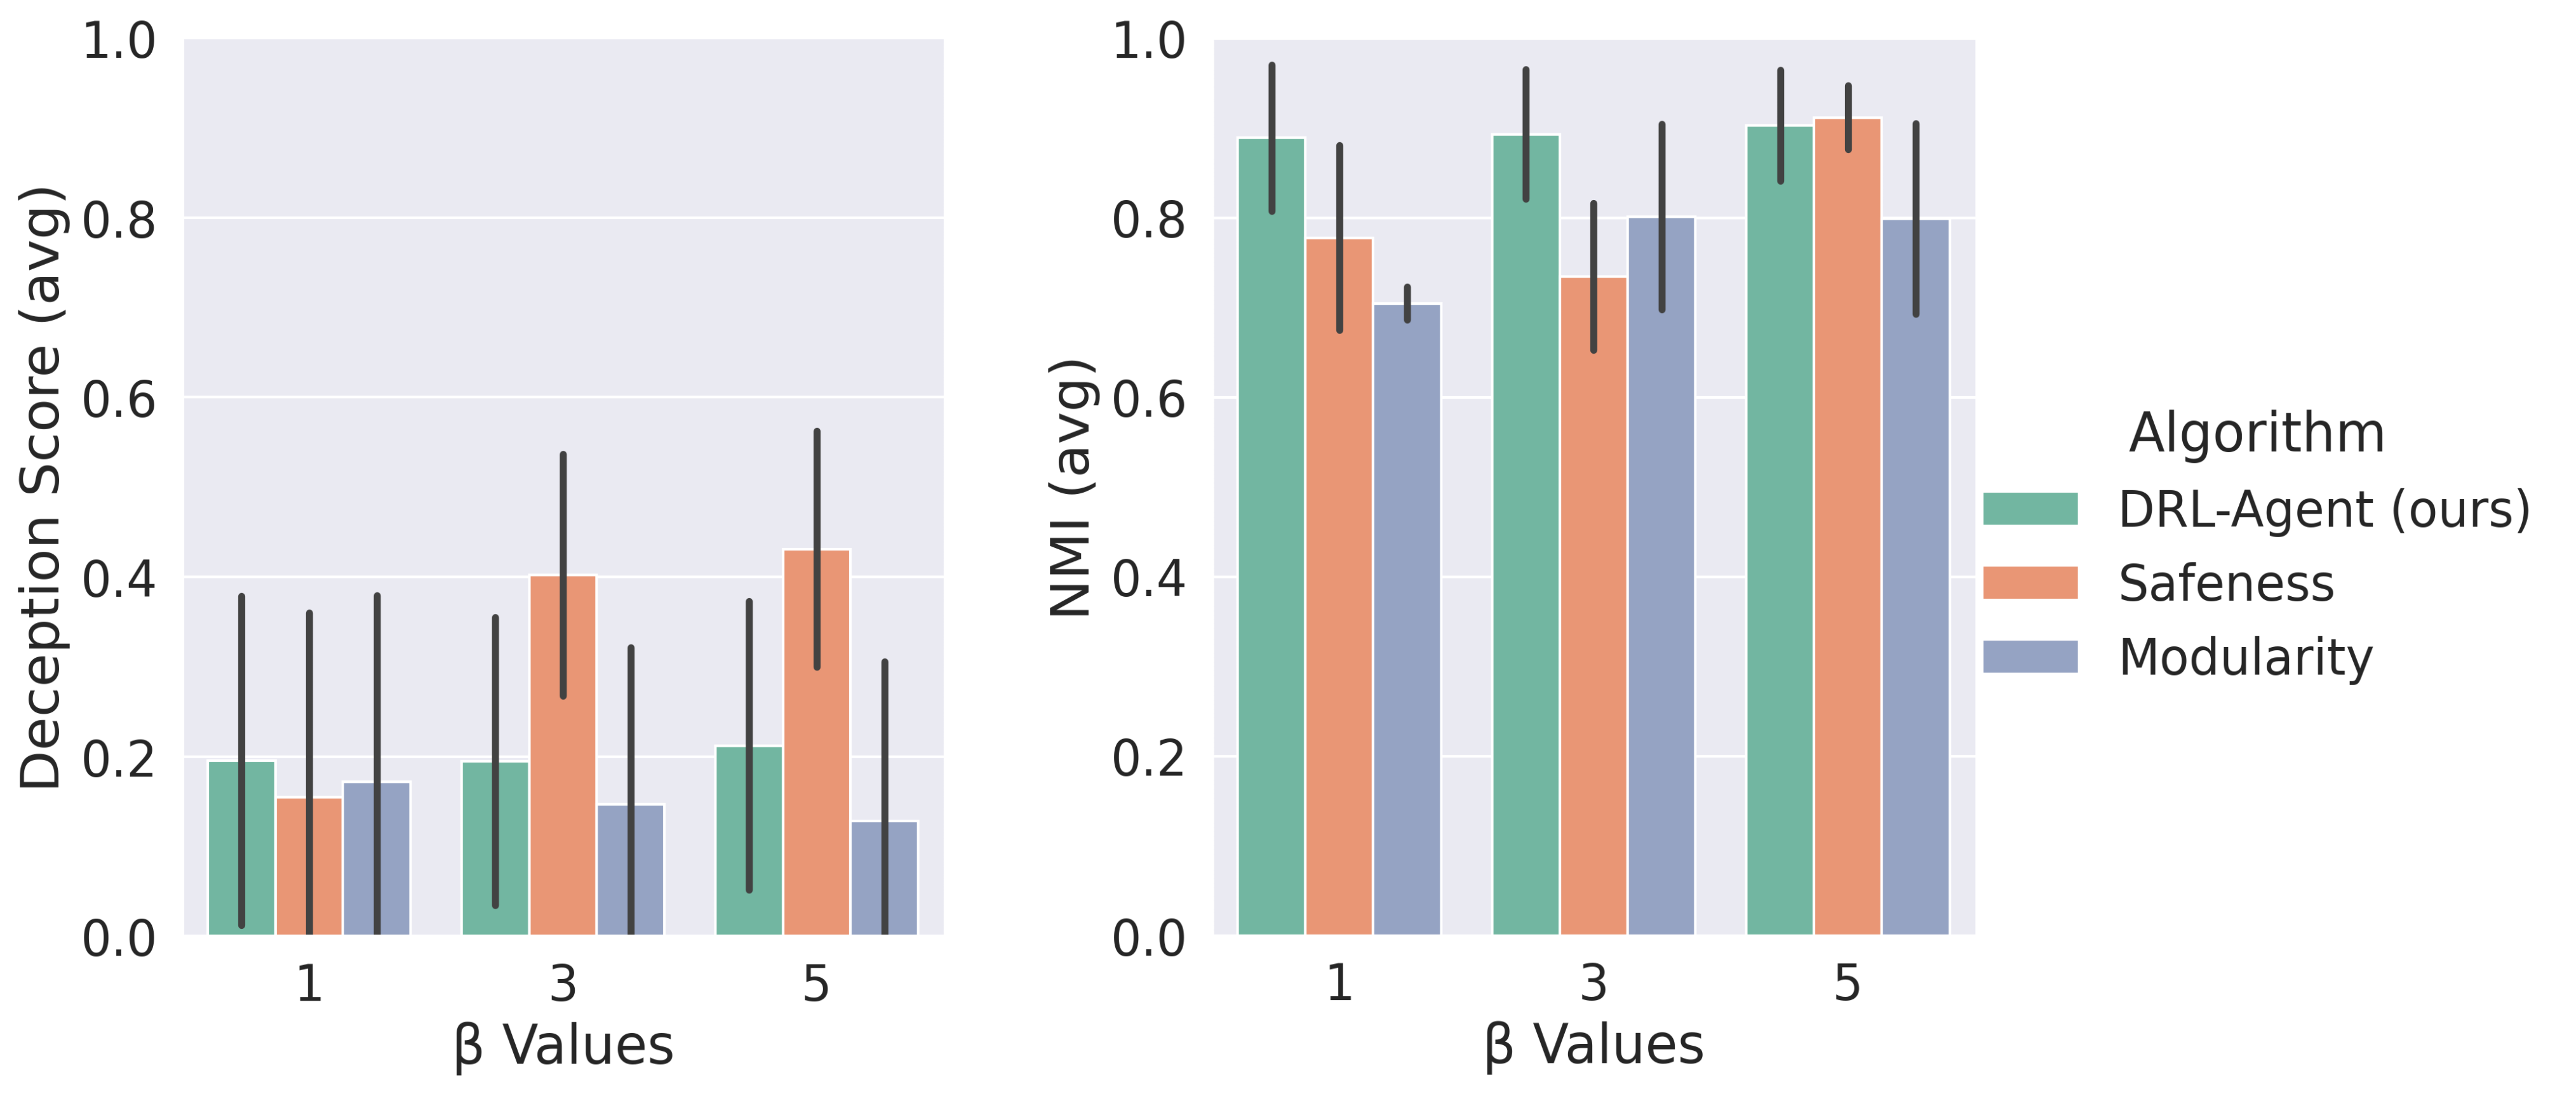 Deception Score (avg)
1.0
0.8
0.6
0.4
0.2
0.0
1 3 5
β Values
NMI (avg)
1.0
0.8
0.6
0.4
0.2
0.0
1 3 5
β Values
Algorithm
DRL-Agent (ours)
Safeness
Modularity